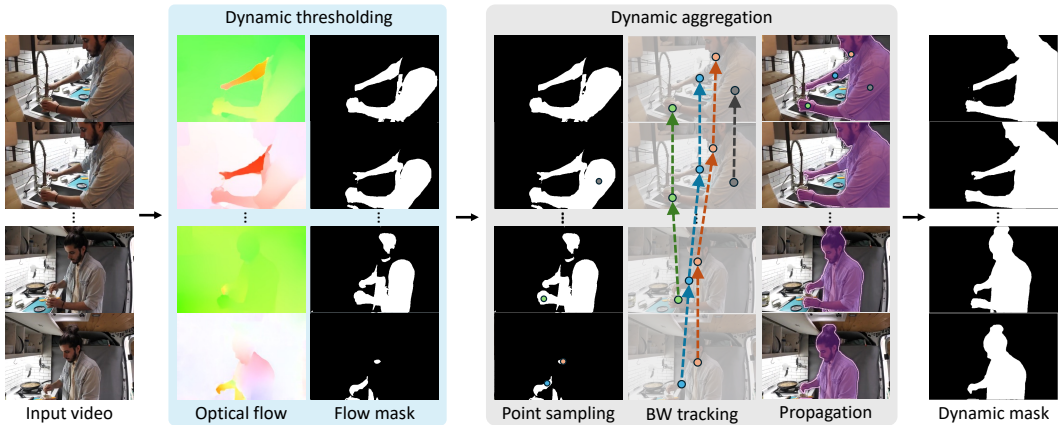 Dynamic thresholding
Dynamic aggregation
Input video
Optical flow
Flow mask
Point sampling
BW tracking
Propagation
Dynamic mask